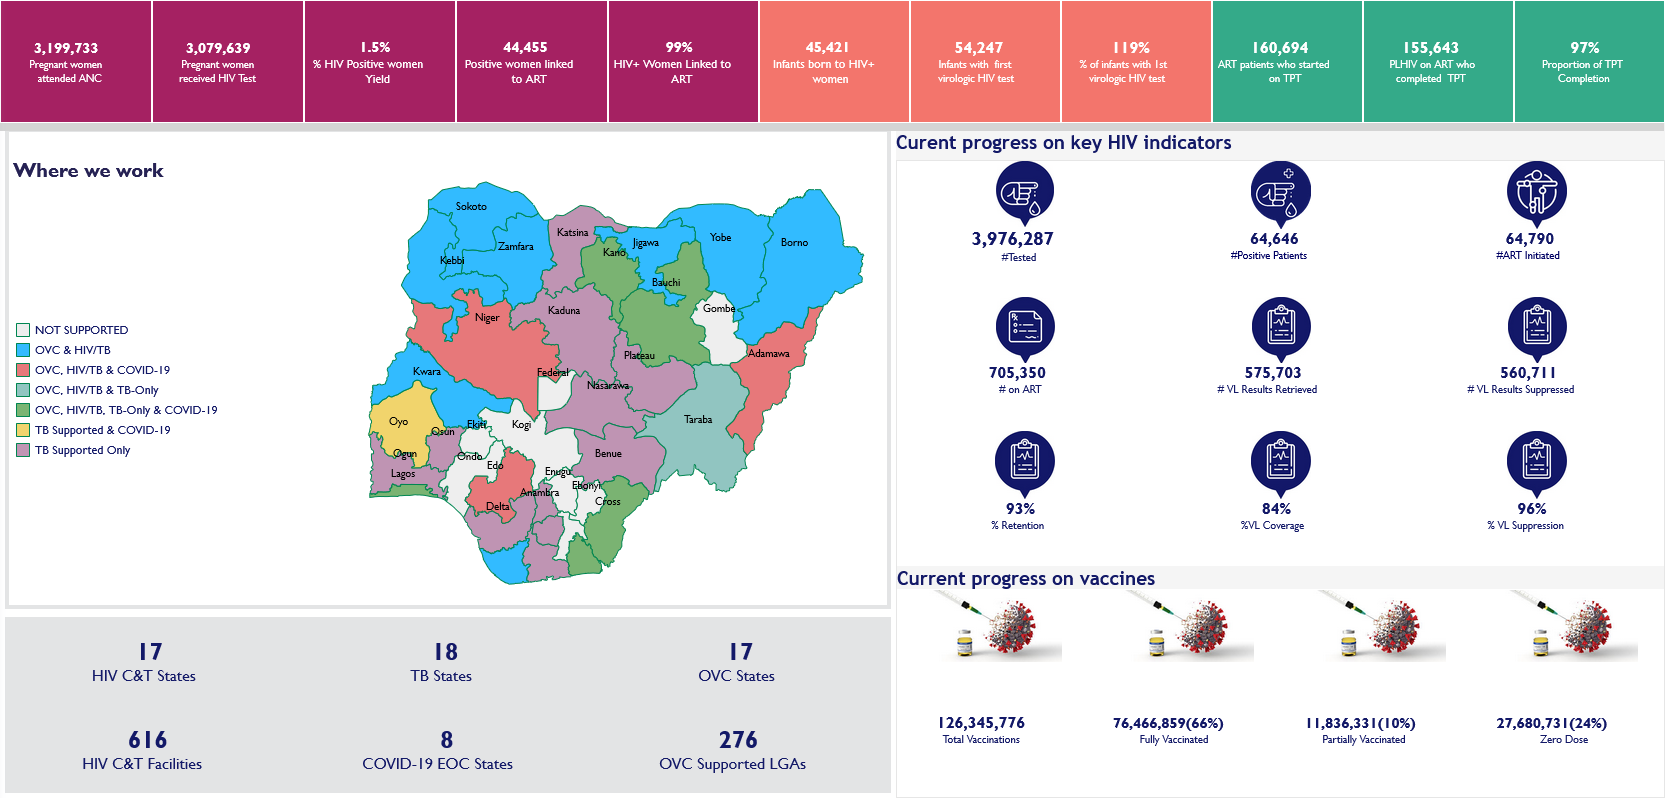 3,199,733
Pregnant women
attended ANC
3,079,639
Pregnant women
received HIV Test
1.5%
% HIV Positive women
Yield
44,455
Positive women linked
to ART
99%
HIV+ Women Linked to
ART
45,421
Infants born to HIV+
women
54,247
Infants with first
virologic HIV test
119%
% of infants with 1st
virologic HIV test
160,694
ART patients who started
on TPT
155,643
PLHIV on ART who
completed TPT
97%
Proportion of TPT
Completion
Where we work
NOT SUPPORTED
OVC & HIV/TB
OVC, HIV/TB & COVID-19
OVC, HIV/TB & TB-Only
OVC, HIV/TB, TB-Only & COVID-19
TB Supported & COVID-19
TB Supported Only
Sokoto
Zamfara
Kebbi
Katsina
Kano
Jigawa
Yobe
Borno
Bauchi
Gombe
Niger
Kaduna
Plateau
Adamawa
Kwara
Federal
Nasarawa
Taraba
Oyo
Osun
Ekiti
Kogi
Ogun
Ondo
Edo
Benue
Lagos
Enugu
Anambra
Ebonyi
Delta
Cross
17
HIV C&T States
18
TB States
17
OVC States
616
HIV C&T Facilities
8
COVID-19 EOC States
276
OVC Supported LGAs
Curent progress on key HIV indicators
3,976,287
#Tested
64,646
#Positive Patients
64,790
#ART Initiated
705,350
# on ART
575,703
# VL Results Retrieved
560,711
# VL Results Suppressed
93%
% Retention
84%
%VL Coverage
96%
% VL Suppression
Current progress on vaccines
126,345,776
Total Vaccinations
76,466,859(66%)
Fully Vaccinated
11,836,331(10%)
Partially Vaccinated
27,680,731(24%)
Zero Dose